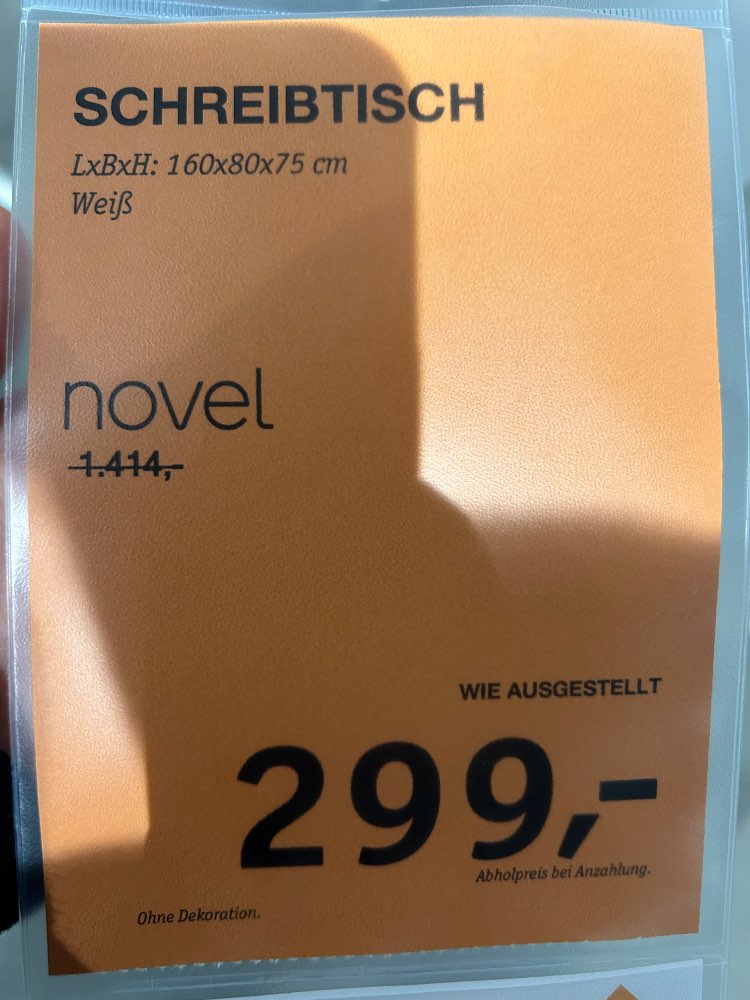 SCHREIBTISCH
LxBxH: 160x80x75 cm
Weiß
novel
1.414,-
WIE AUSGESTELLT
299,-
Abholpreis bei Anzahlung.
Ohne Dekoration.